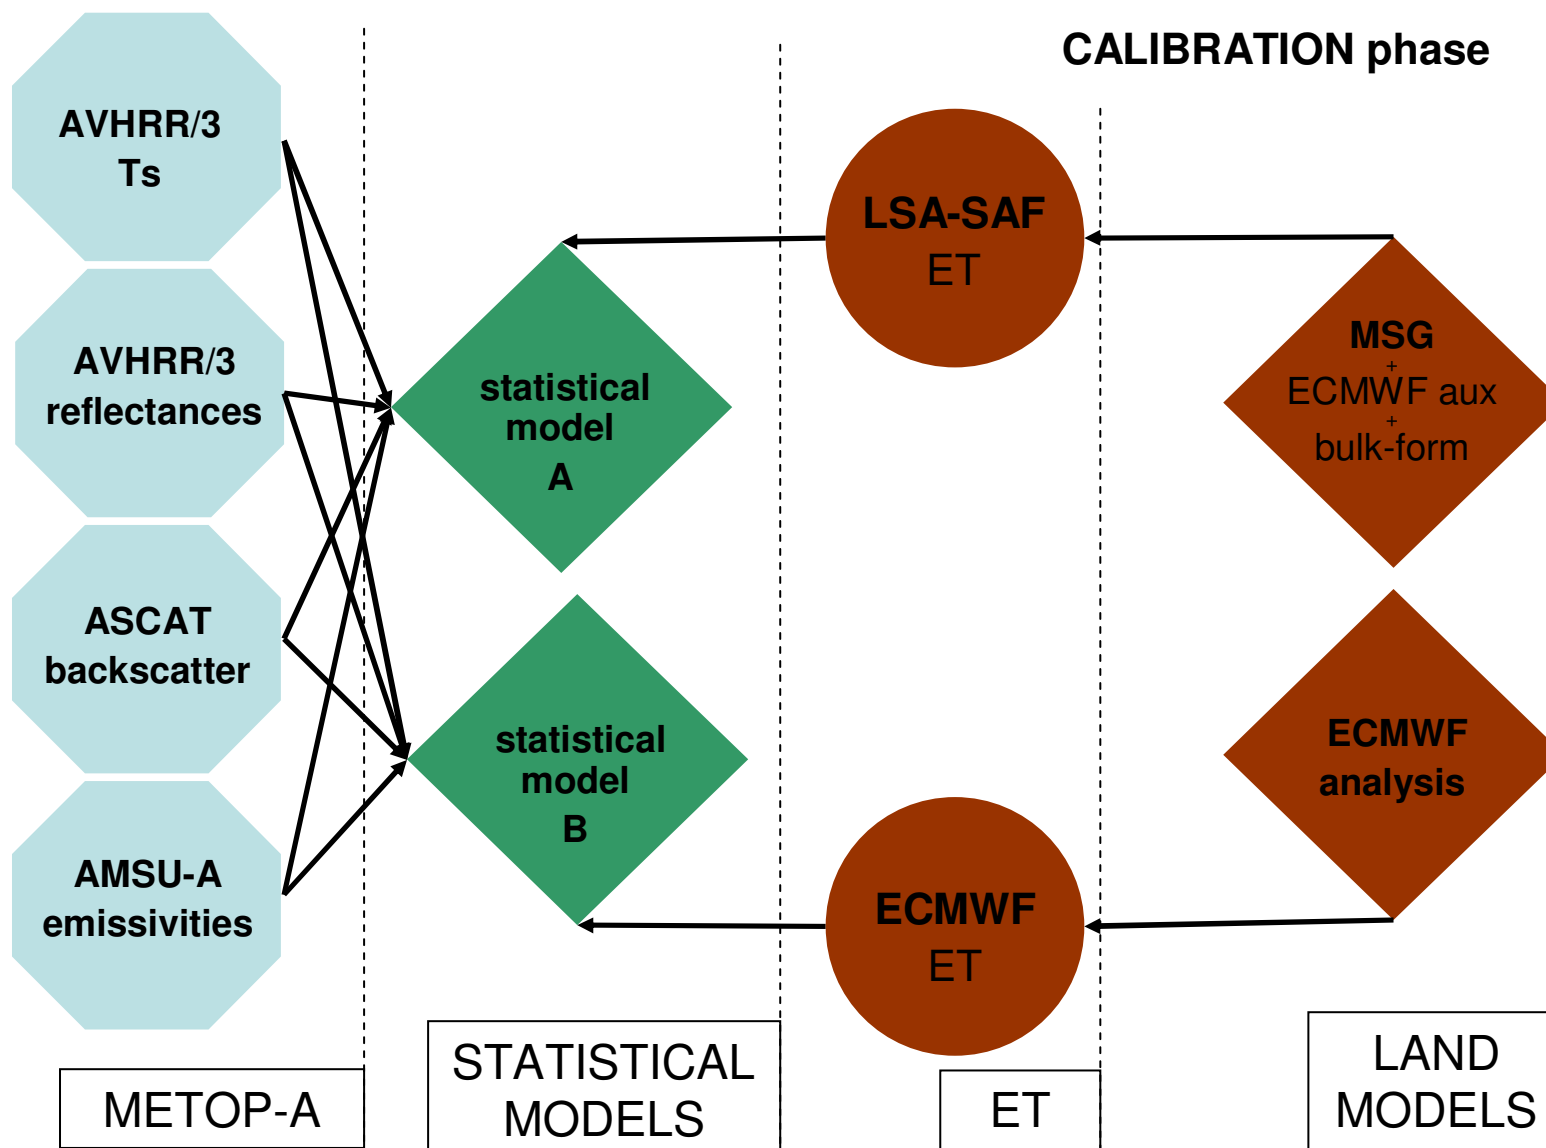 CALIBRATION phase
AVHRR/3
Ts
AVHRR/3
reflectances
ASCAT
backscatter
AMSU-A
emissivities
METOP-A
statistical
model
A
statistical
model
B
STATISTICAL
MODELS
LSA-SAF
ET
ECMWF
ET
ET
MSG
+
ECMWF aux
+
bulk-form
ECMWF
analysis
LAND
MODELS